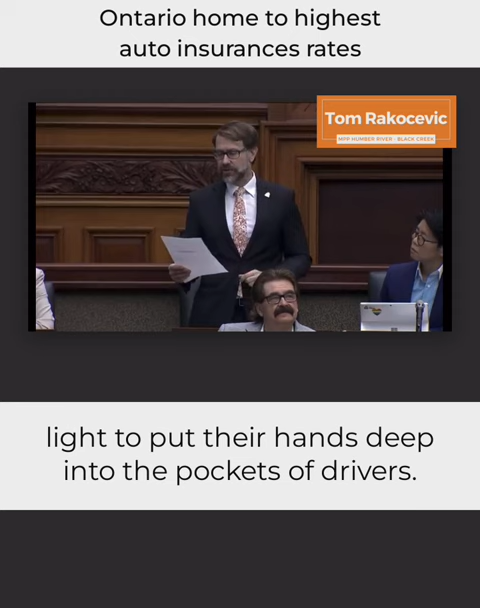 Ontario home to highest
auto insurances rates
Tom Rakocevic
MPP HUMBER RIVER - BLACK CREEK
light to put their hands deep
into the pockets of drivers.